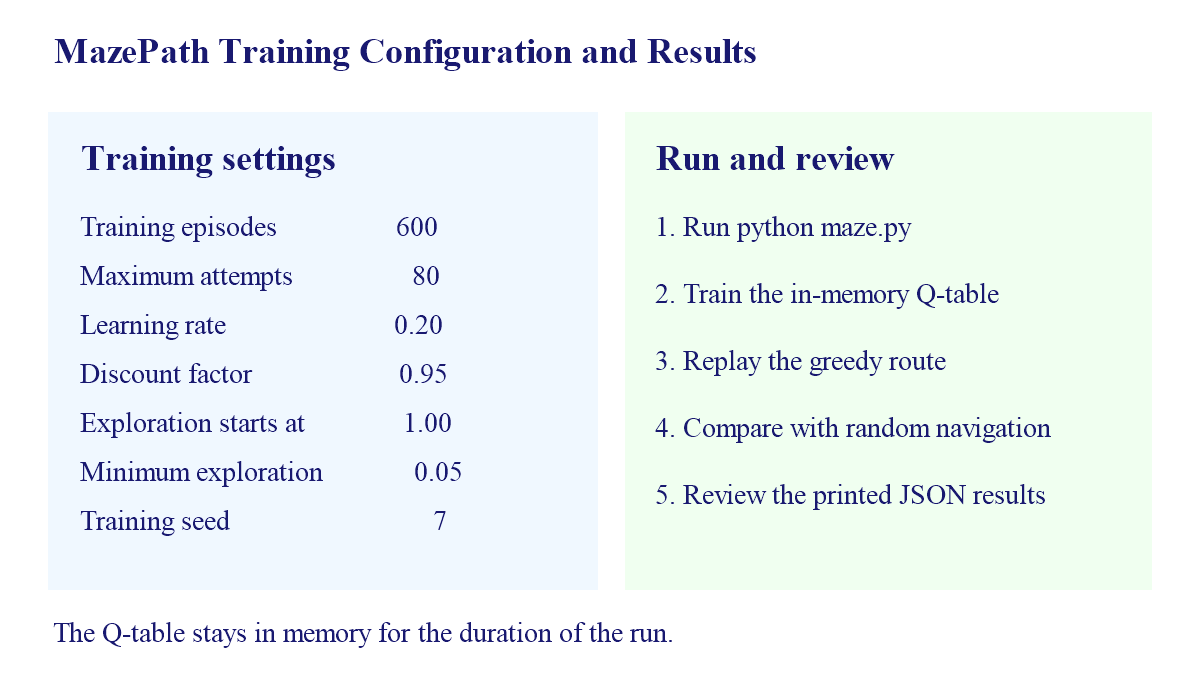 MazePath Training Configuration and Results
Training settings
Training episodes 600
Maximum attempts 80
Learning rate 0.20
Discount factor 0.95
Exploration starts at 1.00
Minimum exploration 0.05
Training seed 7
Run and review
1. Run python maze.py
2. Train the in-memory Q-table
3. Replay the greedy route
4. Compare with random navigation
5. Review the printed JSON results
The Q-table stays in memory for the duration of the run.